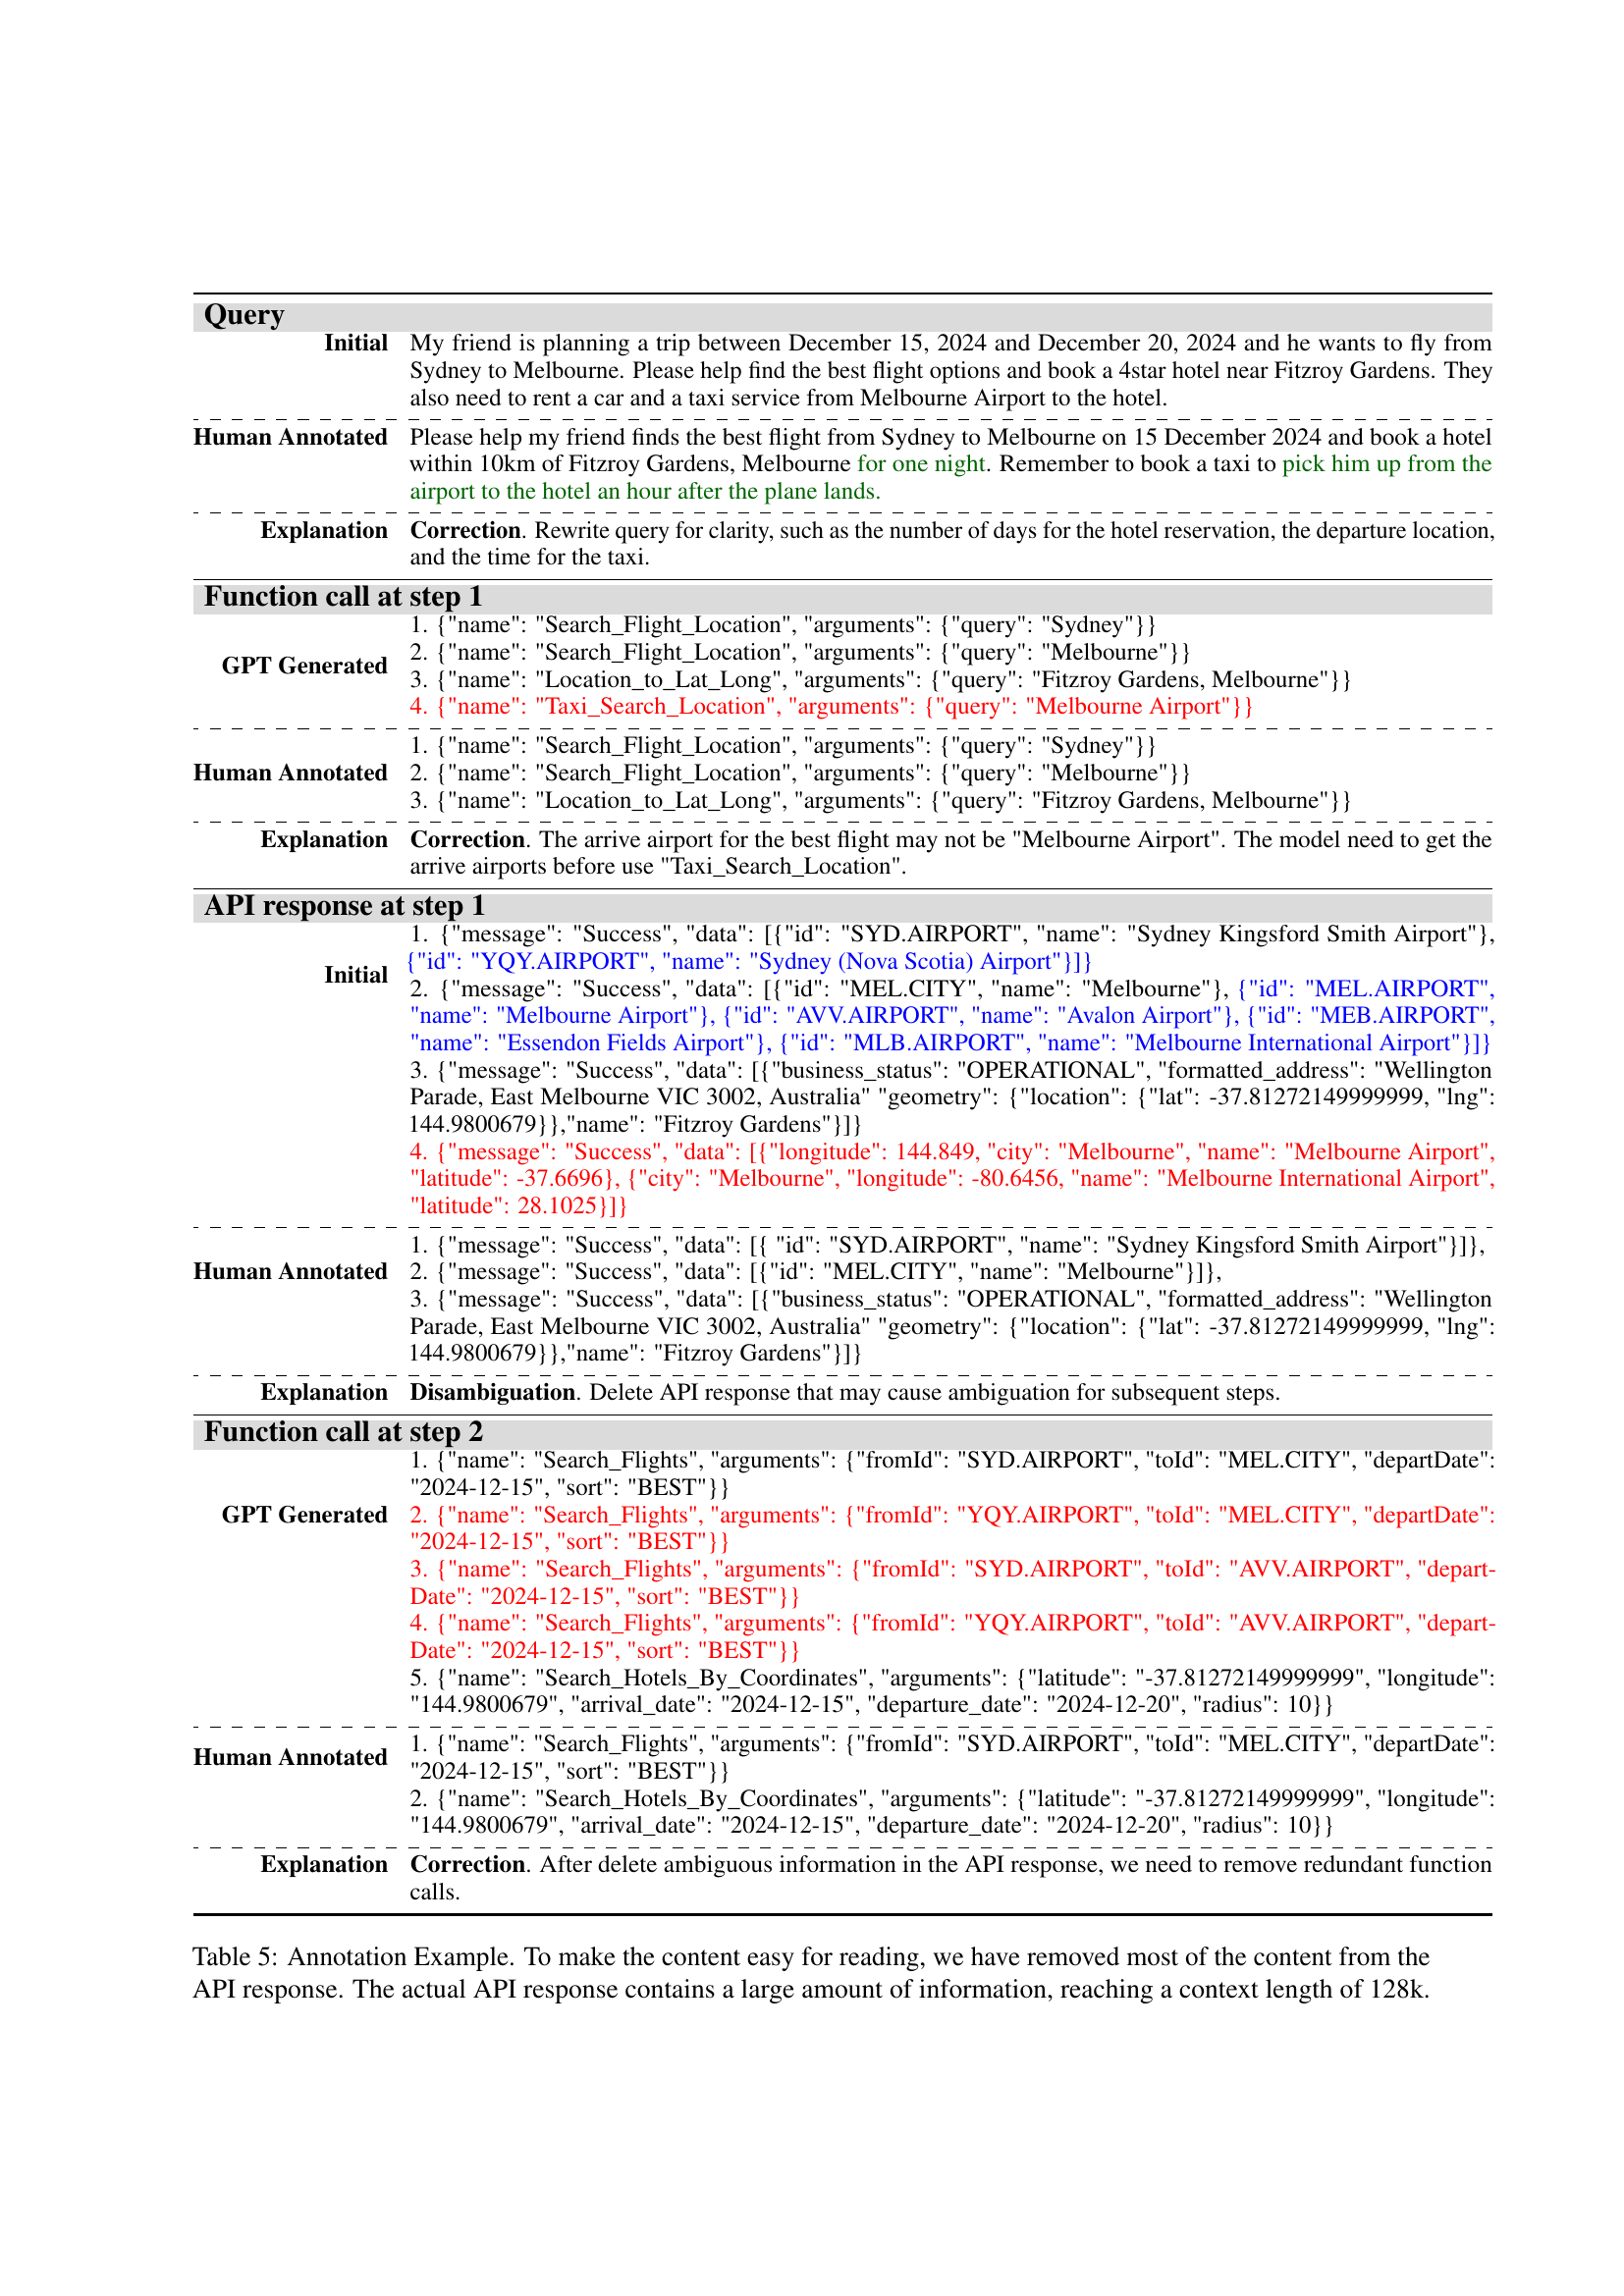 Query
Initial My friend is planning a trip between December 15, 2024 and December 20, 2024 and he wants to fly from
Sydney to Melbourne. Please help find the best flight options and book a 4star hotel near Fitzroy Gardens. They
also need to rent a car and a taxi service from Melbourne Airport to the hotel.
Human Annotated Please help my friend finds the best flight from Sydney to Melbourne on 15 December 2024 and book a hotel
within 10km of Fitzroy Gardens, Melbourne for one night. Remember to book a taxi to pick him up from the
airport to the hotel an hour after the plane lands.
Explanation Correction. Rewrite query for clarity, such as the number of days for the hotel reservation, the departure location,
and the time for the taxi.
Function call at step 1
1. {"name": "Search_Flight_Location", "arguments": {"query": "Sydney"}}
2. {"name": "Search_Flight_Location", "arguments": {"query": "Melbourne"}}
GPT Generated
3. {"name": "Location_to_Lat_Long", "arguments": {"query": "Fitzroy Gardens, Melbourne"}}
4. {"name": "Taxi_Search_Location", "arguments": {"query": "Melbourne Airport"}}
1. {"name": "Search_Flight_Location", "arguments": {"query": "Sydney"}}
Human Annotated 2. {"name": "Search_Flight_Location", "arguments": {"query": "Melbourne"}}
3. {"name": "Location_to_Lat_Long", "arguments": {"query": "Fitzroy Gardens, Melbourne"}}
Explanation Correction. The arrive airport for the best flight may not be "Melbourne Airport". The model need to get the
arrive airports before use "Taxi_Search_Location".
API response at step 1
1. {"message": "Success", "data": [{"id": "SYD.AIRPORT", "name": "Sydney Kingsford Smith Airport"},
{"id": "YQY.AIRPORT", "name": "Sydney (Nova Scotia) Airport"}]}
Initial
2. {"message": "Success", "data": [{"id": "MEL.CITY", "name": "Melbourne"}, {"id": "MEL.AIRPORT",
"name": "Melbourne Airport"}, {"id": "AVV.AIRPORT", "name": "Avalon Airport"}, {"id": "MEB.AIRPORT",
"name": "Essendon Fields Airport"}, {"id": "MLB.AIRPORT", "name": "Melbourne International Airport"}]}
3. {"message": "Success", "data": [{"business_status": "OPERATIONAL", "formatted_address": "Wellington
Parade, East Melbourne VIC 3002, Australia" "geometry": {"location": {"lat": -37.81272149999999, "lng":
144.9800679}},"name": "Fitzroy Gardens"}]}
4. {"message": "Success", "data": [{"longitude": 144.849, "city": "Melbourne", "name": "Melbourne Airport",
"latitude": -37.6696}, {"city": "Melbourne", "longitude": -80.6456, "name": "Melbourne International Airport",
"latitude": 28.1025}]}
1. {"message": "Success", "data": [{ "id": "SYD.AIRPORT", "name": "Sydney Kingsford Smith Airport"}]},
Human Annotated 2. {"message": "Success", "data": [{"id": "MEL.CITY", "name": "Melbourne"}]},
3. {"message": "Success", "data": [{"business_status": "OPERATIONAL", "formatted_address": "Wellington
Parade, East Melbourne VIC 3002, Australia" "geometry": {"location": {"lat": -37.81272149999999, "lng":
144.9800679}},"name": "Fitzroy Gardens"}]}
Explanation Disambiguation. Delete API response that may cause ambiguation for subsequent steps.
Function call at step 2
1. {"name": "Search_Flights", "arguments": {"fromId": "SYD.AIRPORT", "toId": "MEL.CITY", "departDate":
"2024-12-15", "sort": "BEST"}}
GPT Generated 2. {"name": "Search_Flights", "arguments": {"fromId": "YQY.AIRPORT", "toId": "MEL.CITY", "departDate":
"2024-12-15", "sort": "BEST"}}
3. {"name": "Search_Flights", "arguments": {"fromId": "SYD.AIRPORT", "toId": "AVV.AIRPORT", "depart-
Date": "2024-12-15", "sort": "BEST"}}
4. {"name": "Search_Flights", "arguments": {"fromId": "YQY.AIRPORT", "toId": "AVV.AIRPORT", "depart-
Date": "2024-12-15", "sort": "BEST"}}
5. {"name": "Search_Hotels_By_Coordinates", "arguments": {"latitude": "-37.81272149999999", "longitude":
"144.9800679", "arrival_date": "2024-12-15", "departure_date": "2024-12-20", "radius": 10}}
1. {"name": "Search_Flights", "arguments": {"fromId": "SYD.AIRPORT", "toId": "MEL.CITY", "departDate":
Human Annotated
"2024-12-15", "sort": "BEST"}}
2. {"name": "Search_Hotels_By_Coordinates", "arguments": {"latitude": "-37.81272149999999", "longitude":
"144.9800679", "arrival_date": "2024-12-15", "departure_date": "2024-12-20", "radius": 10}}
Explanation Correction. After delete ambiguous information in the API response, we need to remove redundant function
calls.
Table 5: Annotation Example. To make the content easy for reading, we have removed most of the content from the
API response. The actual API response contains a large amount of information, reaching a context length of 128k.